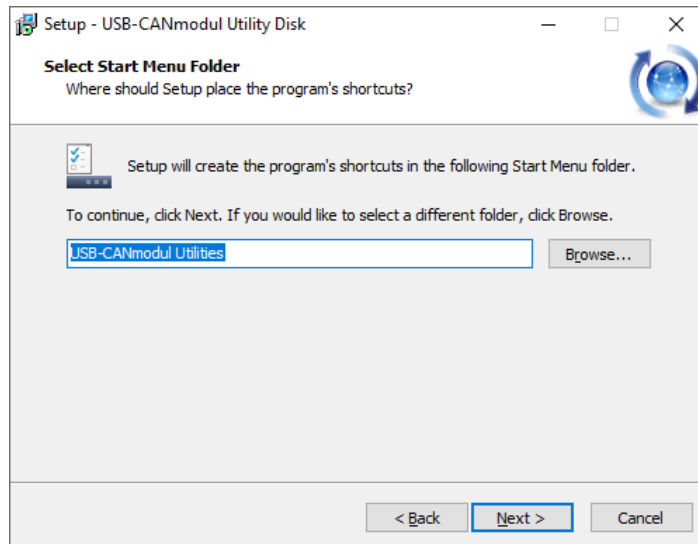 Setup - USB-CANmodul Utility Disk
Select Start Menu Folder
Where should Setup place the program's shortcuts?
Setup will create the program's shortcuts in the following Start Menu folder.
To continue, click Next. If you would like to select a different folder, click Browse.
USB-CANmodul Utilities
Browse...
< Back
Next >
Cancel